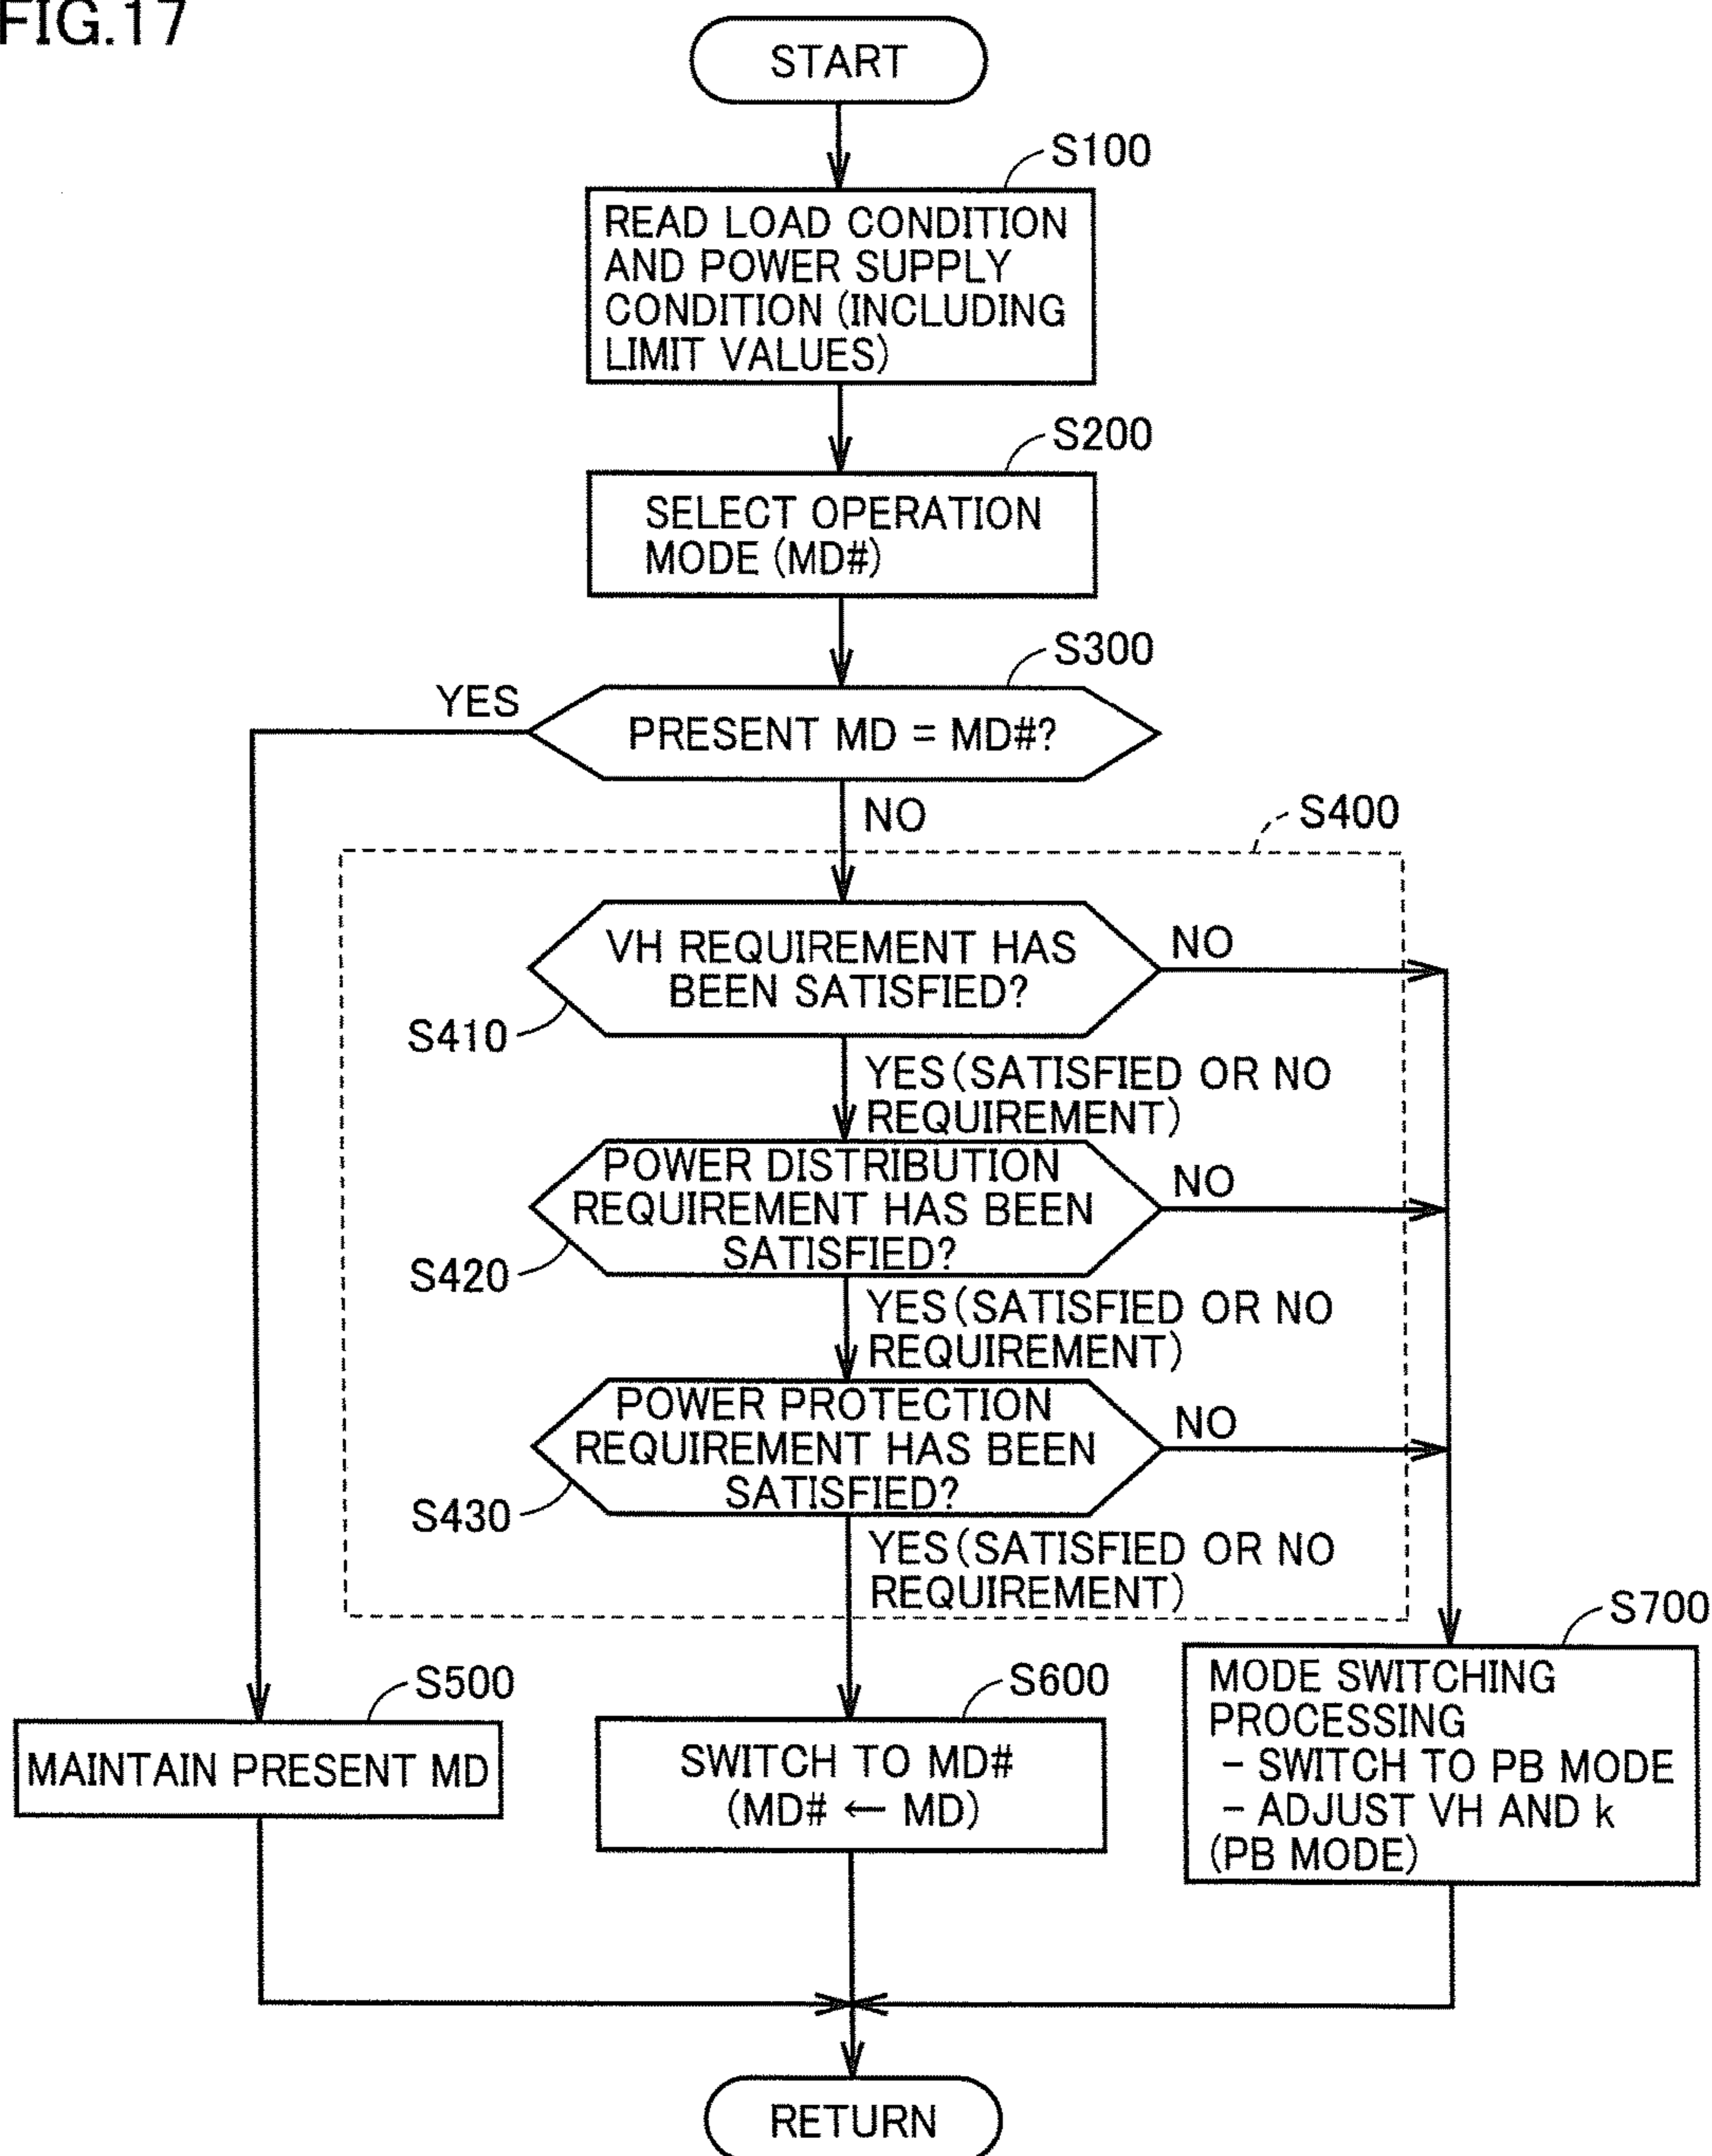 FIG.17
START
S100
READ LOAD CONDITION
AND POWER SUPPLY
CONDITION (INCLUDING
LIMIT VALUES)
S200
SELECT OPERATION
MODE (MD#)
S300
YES
PRESENT MD = MD#?
NO
S400
VH REQUIREMENT HAS
BEEN SATISFIED?
NO
S410
YES(SATISFIED OR NO
REQUIREMENT)
POWER DISTRIBUTION
REQUIREMENT HAS BEEN
SATISFIED?
NO
S420
YES(SATISFIED OR NO
REQUIREMENT)
POWER PROTECTION
REQUIREMENT HAS BEEN
SATISFIED?
NO
S430
YES(SATISFIED OR NO
REQUIREMENT)
S500
MAINTAIN PRESENT MD
S600
SWITCH TO MD#
(MD# ← MD)
S700
MODE SWITCHING
PROCESSING
- SWITCH TO PB MODE
- ADJUST VH AND k
(PB MODE)
RETURN